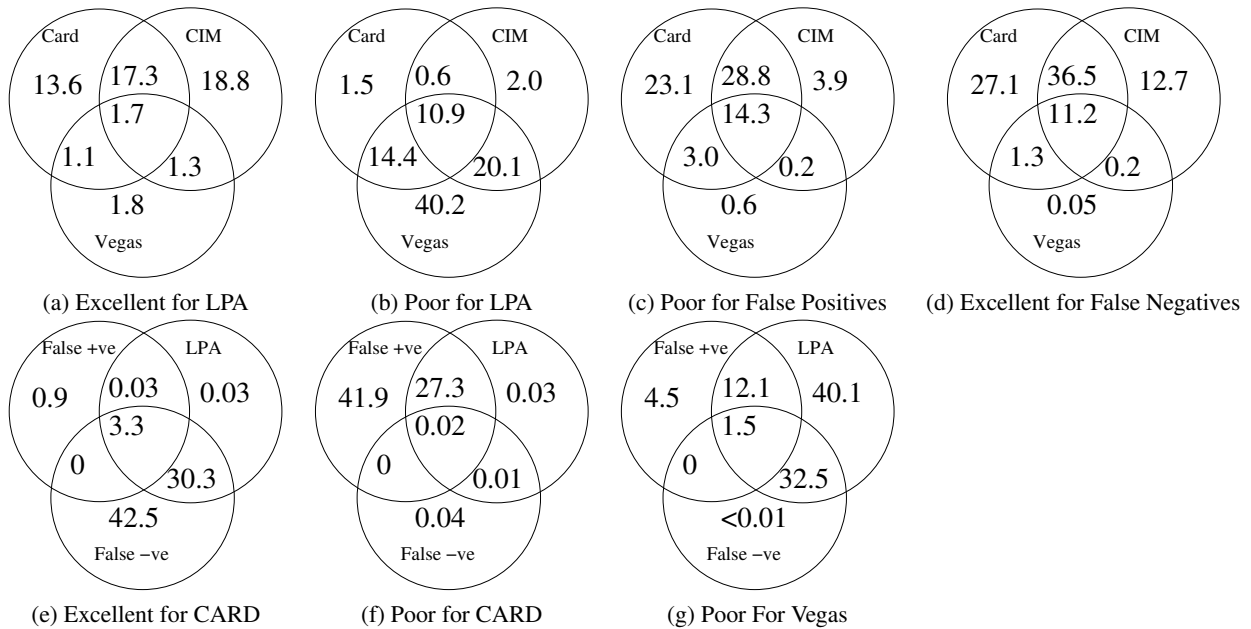 Card CIM
13.6 17.3 18.8
1.7
1.1 1.3
1.8
Vegas
(a) Excellent for LPA
Card CIM
1.5 0.6 2.0
10.9
14.4 20.1
40.2
Vegas
(b) Poor for LPA
Card CIM
23.1 28.8 3.9
14.3
3.0 0.2
0.6
Vegas
(c) Poor for False Positives
Card CIM
27.1 36.5 12.7
11.2
1.3 0.2
0.05
Vegas
(d) Excellent for False Negatives
False +ve LPA
0.9 0.03 0.03
3.3
0 30.3
42.5
False −ve
(e) Excellent for CARD
False +ve LPA
41.9 27.3 0.03
0.02
0 0.01
0.04
False −ve
(f) Poor for CARD
False +ve LPA
4.5 12.1 40.1
1.5
0 32.5
<0.01
False −ve
(g) Poor For Vegas